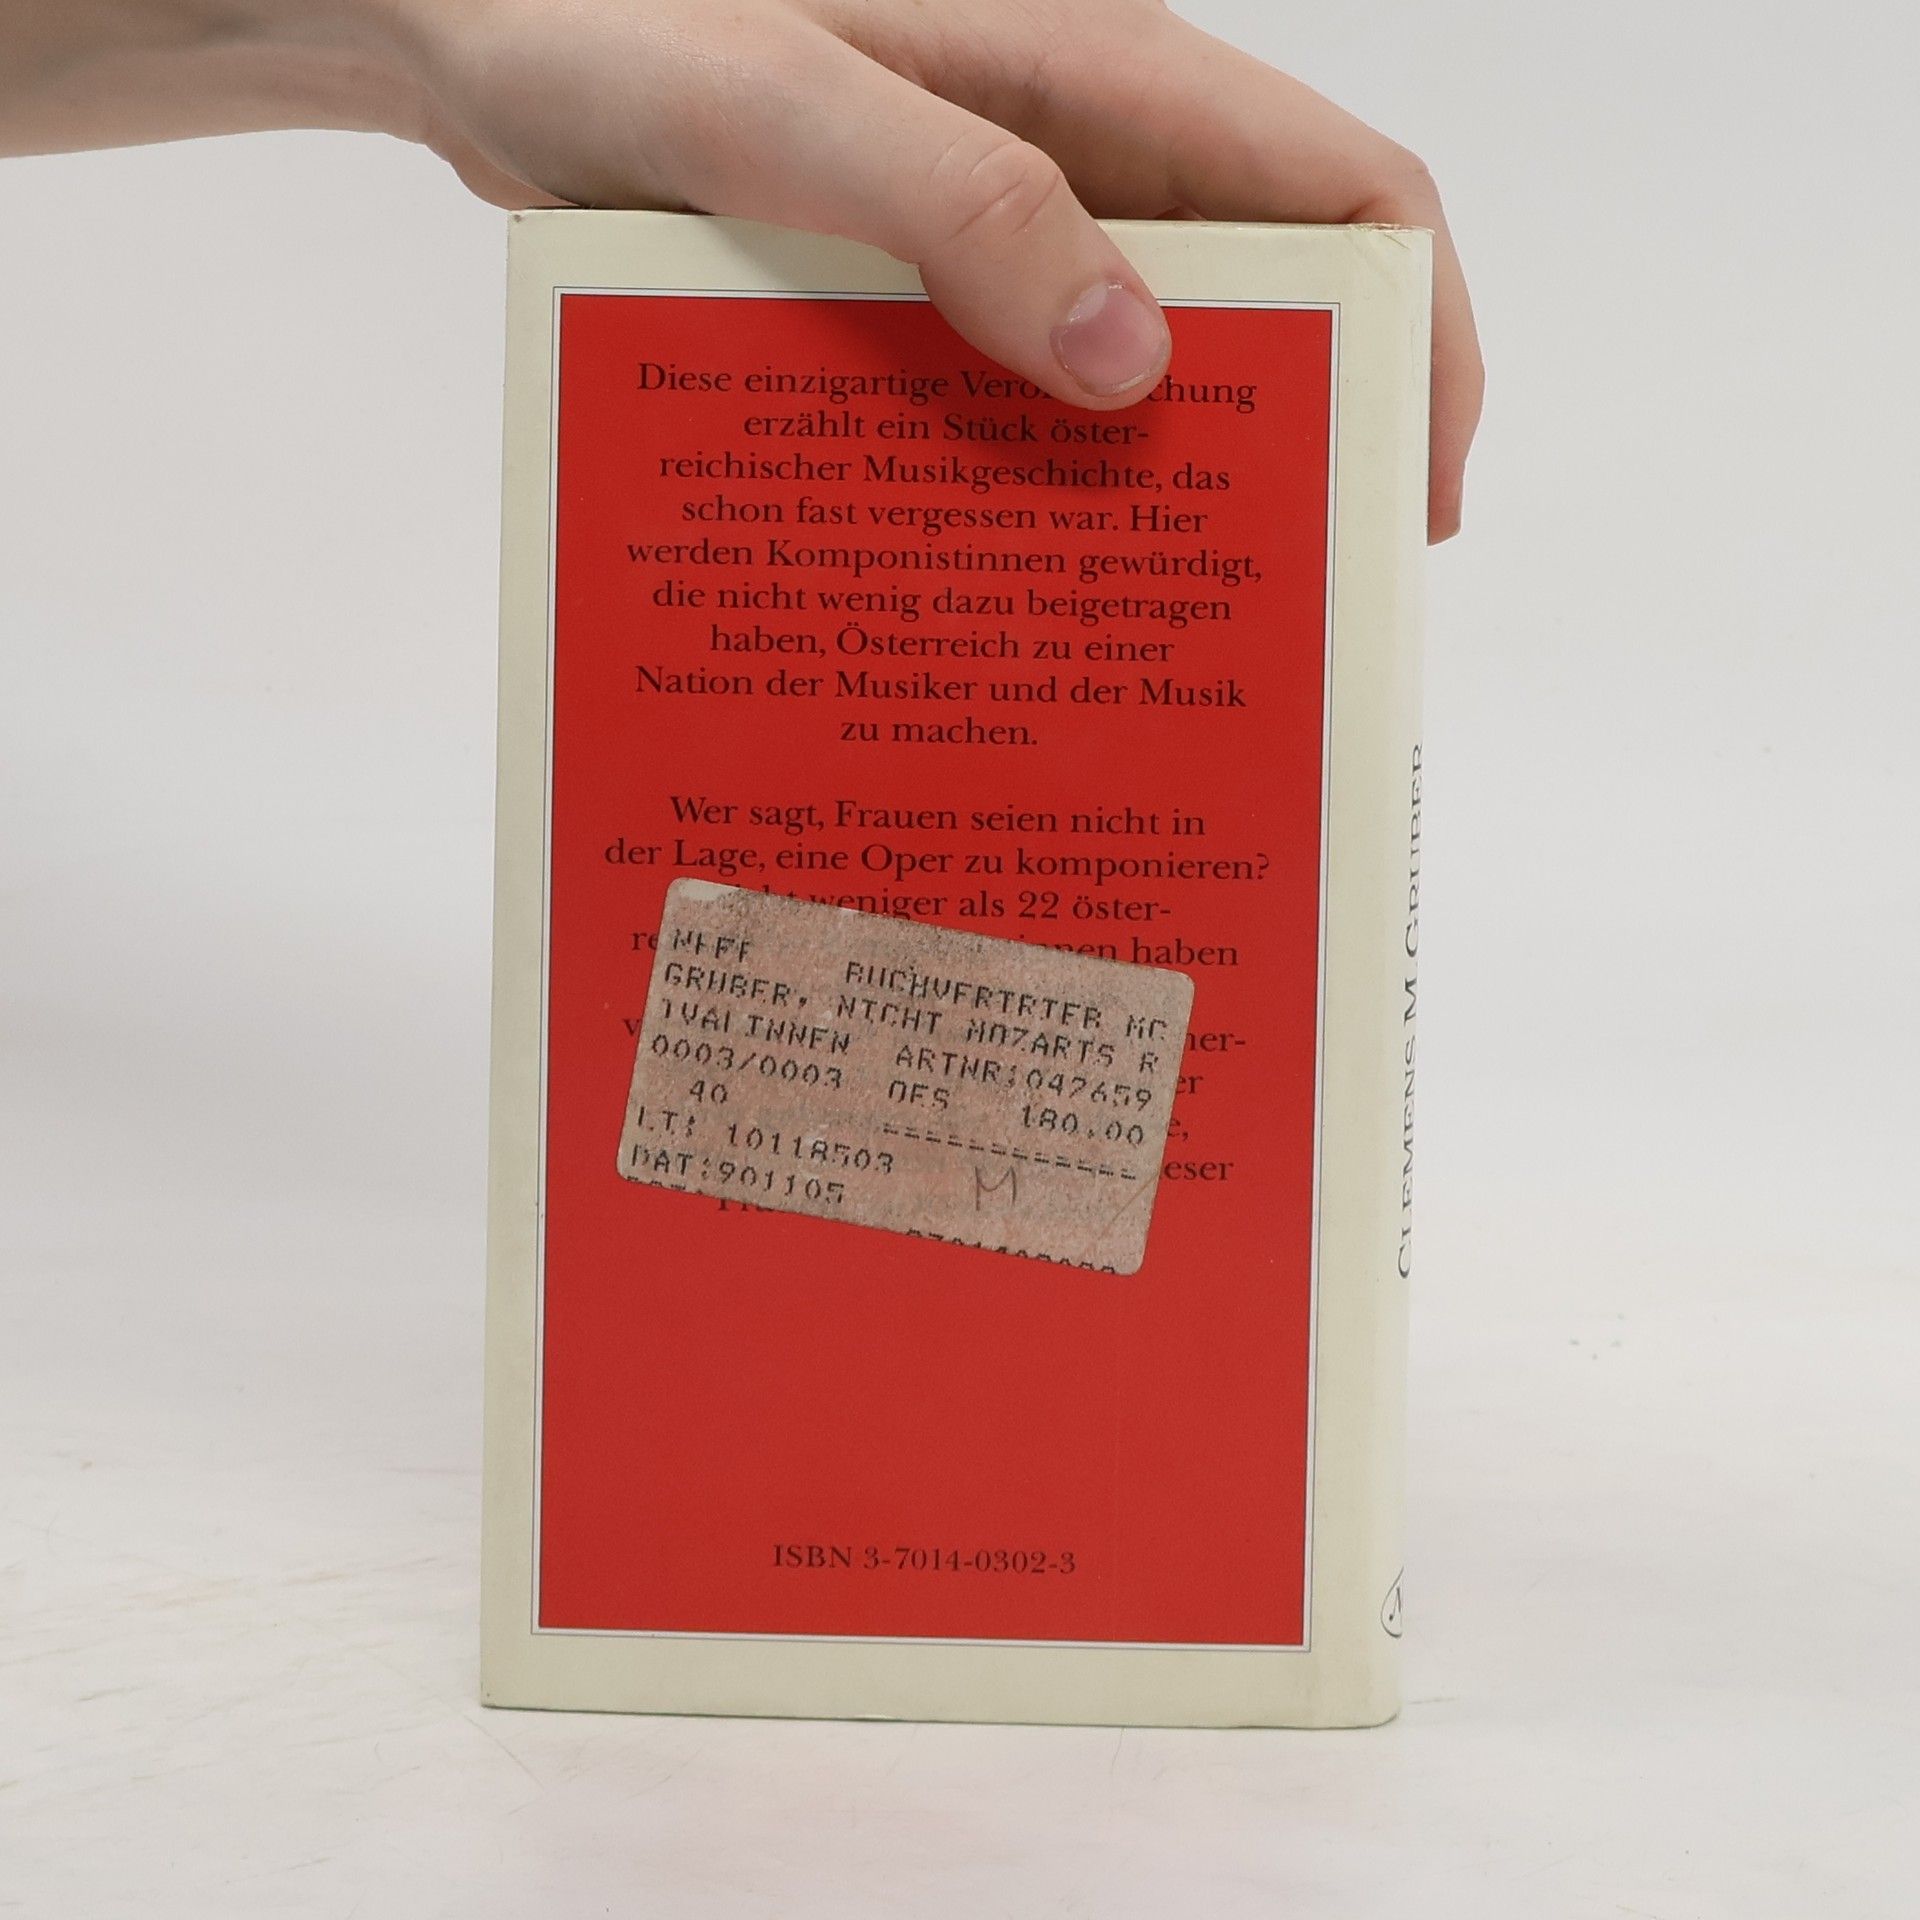 Diese einzigartige
erzählt ein Stück öster-
reichischer Musikgeschichte, das
schon fast vergessen war. Hier
werden Komponistinnen gewürdigt,
die nicht wenig dazu beigetragen
haben, Österreich zu einer
Nation der Musiker und der Musik
zu machen.
Wer sagt, Frauen seien nicht in
der Lage, eine Oper zu komponieren?
weniger als 22 öster-
haben
NEFF BUCHVERTRIEB MC
GRUBER, NICHT MOZARTS R
IVALINNEN ARTNR:047659
0003/0003 OES 180.00
40 ------------
LT: 10118503
DAT:901105 M
ISBN 3-7014-0302-3
CLEMENS M. GRUBER